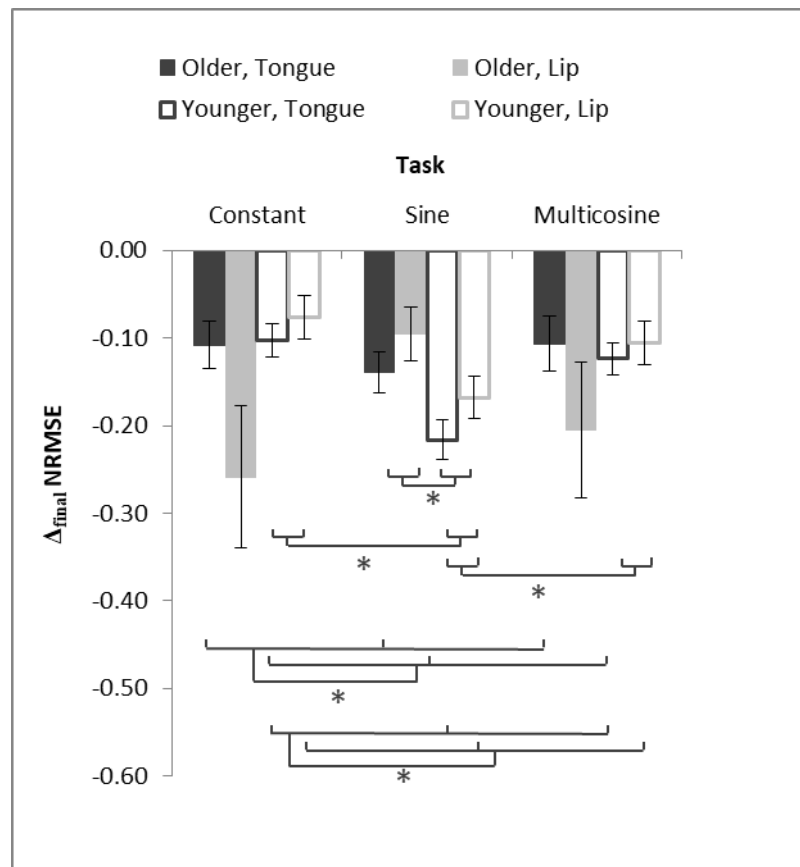 Older, Tongue Older, Lip
Younger, Tongue Younger, Lip
Task
Constant Sine Multicosine
0.00
-0.10
-0.20
-0.30
-0.40
-0.50
-0.60
Δfinal NRMSE
*
*
*
*
*